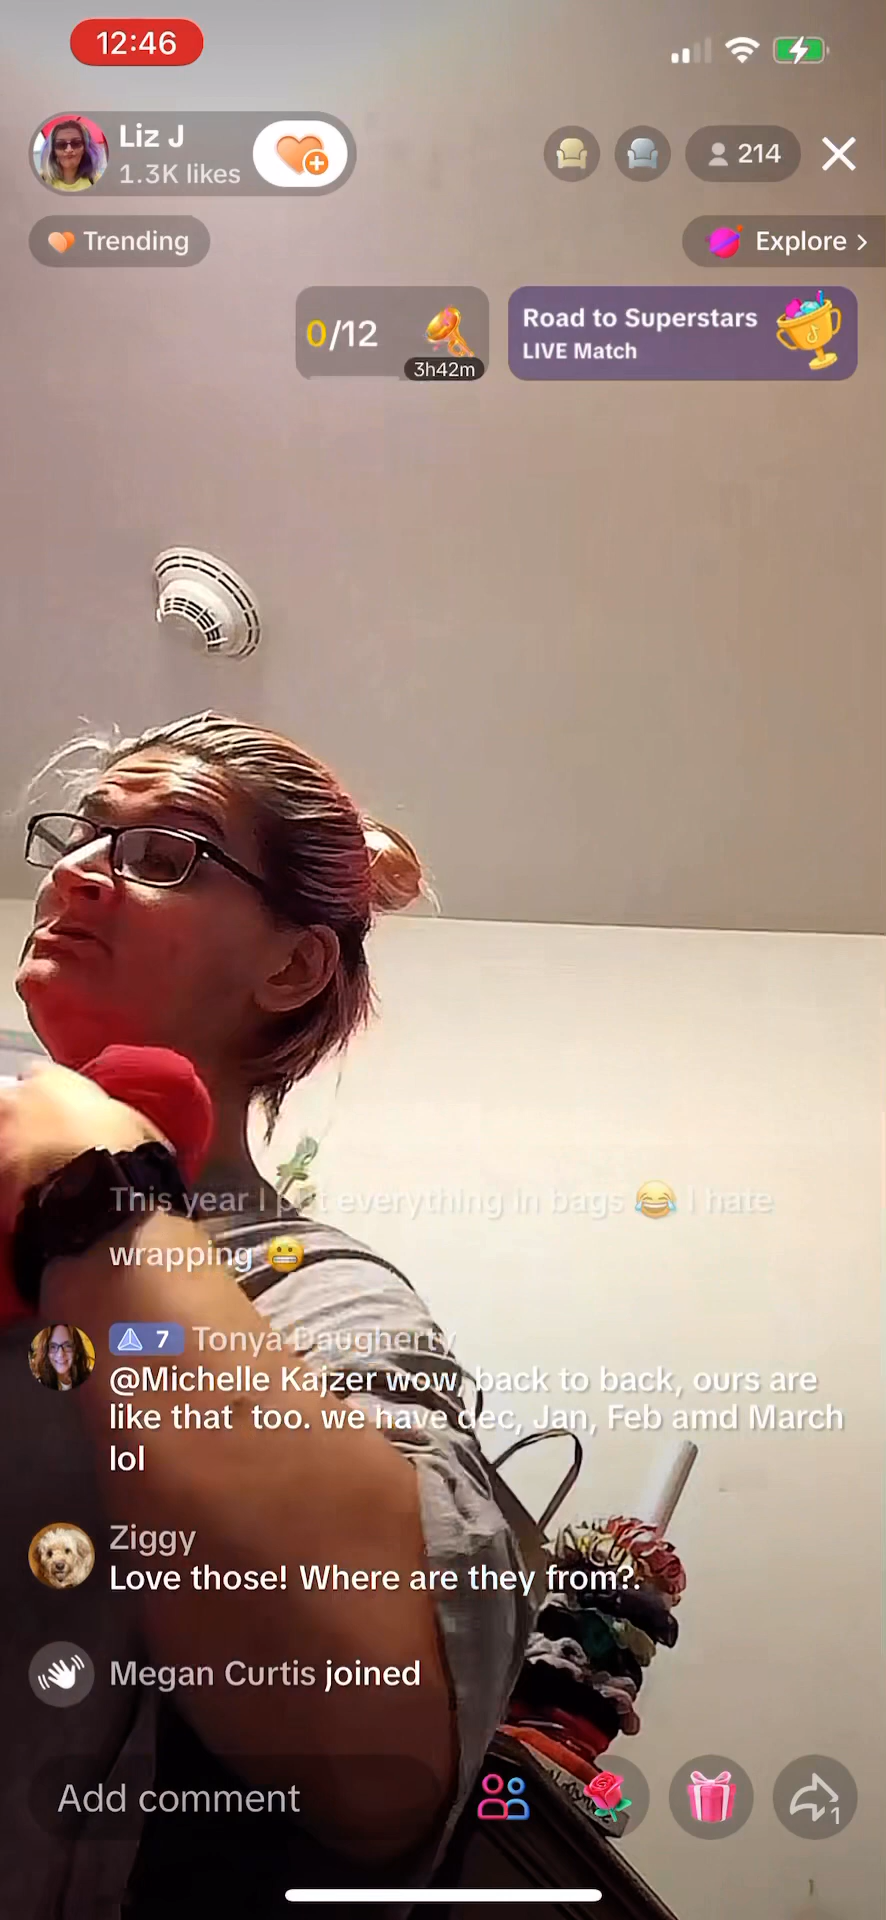 12:46
Liz J
1.3K likes
214
Trending
Explore >
0/12
3h42m
Road to Superstars
LIVE Match
This year I put everything in bags 😂 I hate
wrapping 😬
7 Tonya Daugherty
@Michelle Kajzer wow, back to back, ours are
like that  too. we have dec, Jan, Feb amd March
lol
Ziggy
Love those! Where are they from?.
Megan Curtis joined
Add comment
1